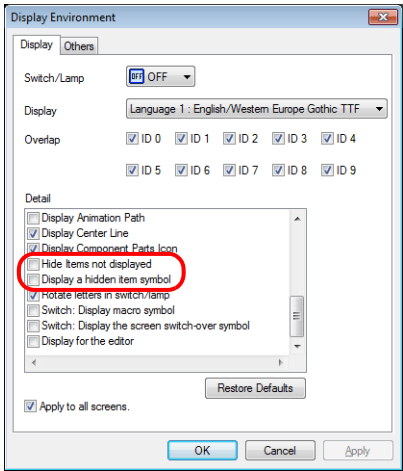 Display Environment
Display Others
Switch/Lamp OFF OFF
Display Language 1 : English/Western Europe Gothic TTF
Overlap ID 0 ID 1 ID 2 ID 3 ID 4
ID 5 ID 6 ID 7 ID 8 ID 9
Detail
Display Animation Path
Display Center Line
Display Component Parts Icon
Hide Items not displayed
Display a hidden item symbol
Rotate letters in switch/lamp
Switch: Display macro symbol
Switch: Display the screen switch-over symbol
Display for the editor
Restore Defaults
Apply to all screens.
OK Cancel Apply